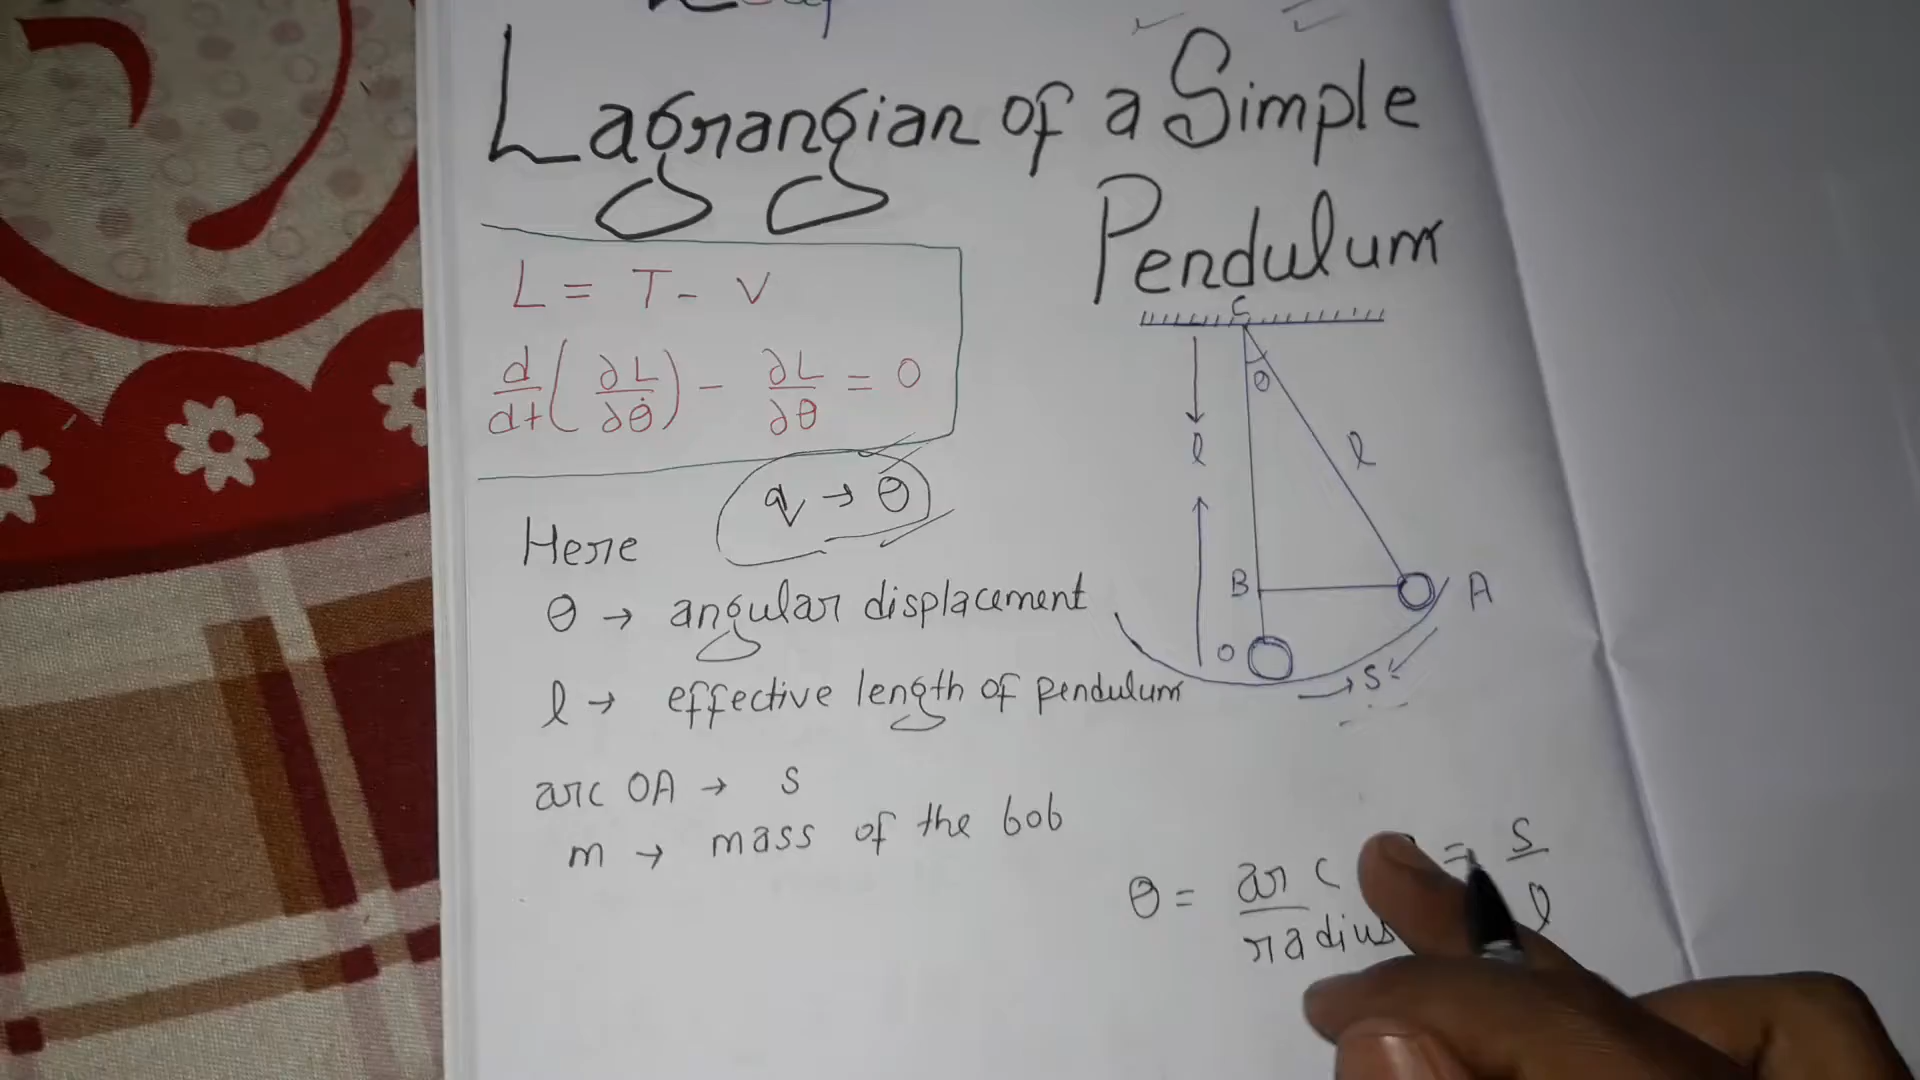 Lagrangian of a Simple
Pendulum
L = T - V
d/dt(∂L/∂θ̇) - ∂L/∂θ = 0
q → θ
Here
θ → angular displacement
l → effective length of pendulum
arc OA → s
m → mass of the bob
C
θ
l
l
B
A
O
→ s
θ = arc/radius = s/l